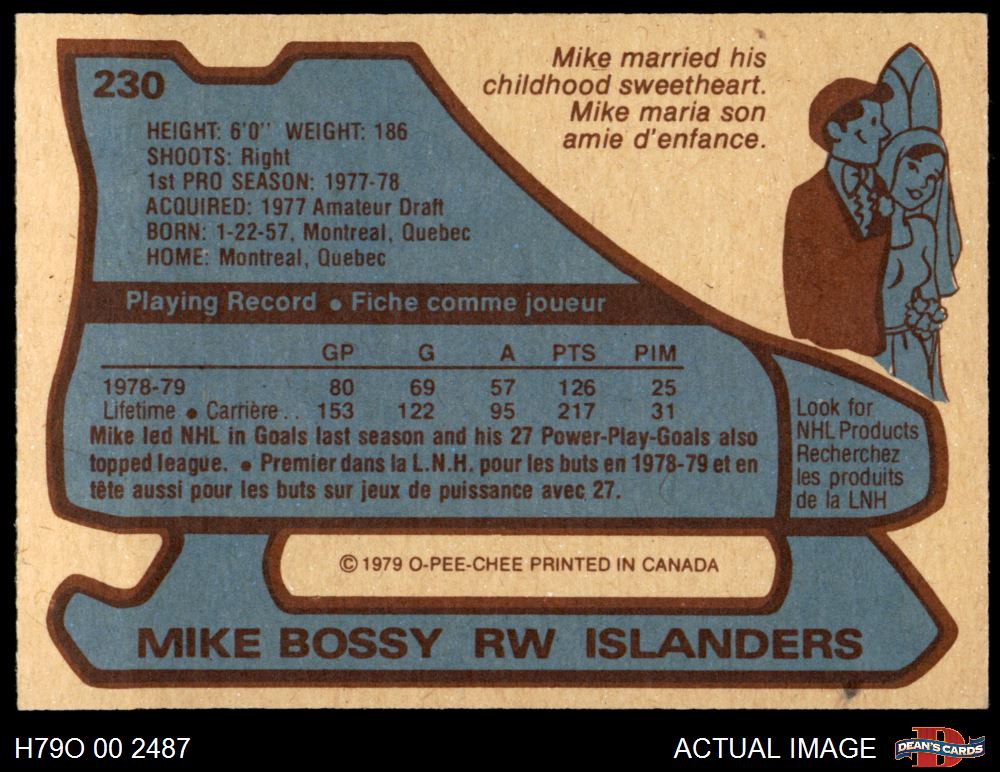 230
Mike married his
childhood sweetheart.
Mike maria son
amie d'enfance.
HEIGHT: 6'0'' WEIGHT: 186
SHOOTS: Right
1st PRO SEASON: 1977-78
ACQUIRED: 1977 Amateur Draft
BORN: 1-22-57, Montreal, Quebec
HOME: Montreal, Quebec
Playing Record ● Fiche comme joueur
GP G A PTS PIM
1978-79 80 69 57 126 25
Lifetime ● Carrière.. 153 122 95 217 31
Mike led NHL in Goals last season and his 27 Power-Play-Goals also
topped league. ● Premier dans la L.N.H. pour les buts en 1978-79 et en
tête aussi pour les buts sur jeux de puissance avec 27.
Look for
NHL Products
Recherchez
les produits
de la LNH
© 1979 O-PEE-CHEE PRINTED IN CANADA
MIKE BOSSY RW ISLANDERS
H79O 00 2487
ACTUAL IMAGE
D
DEAN'S CARDS